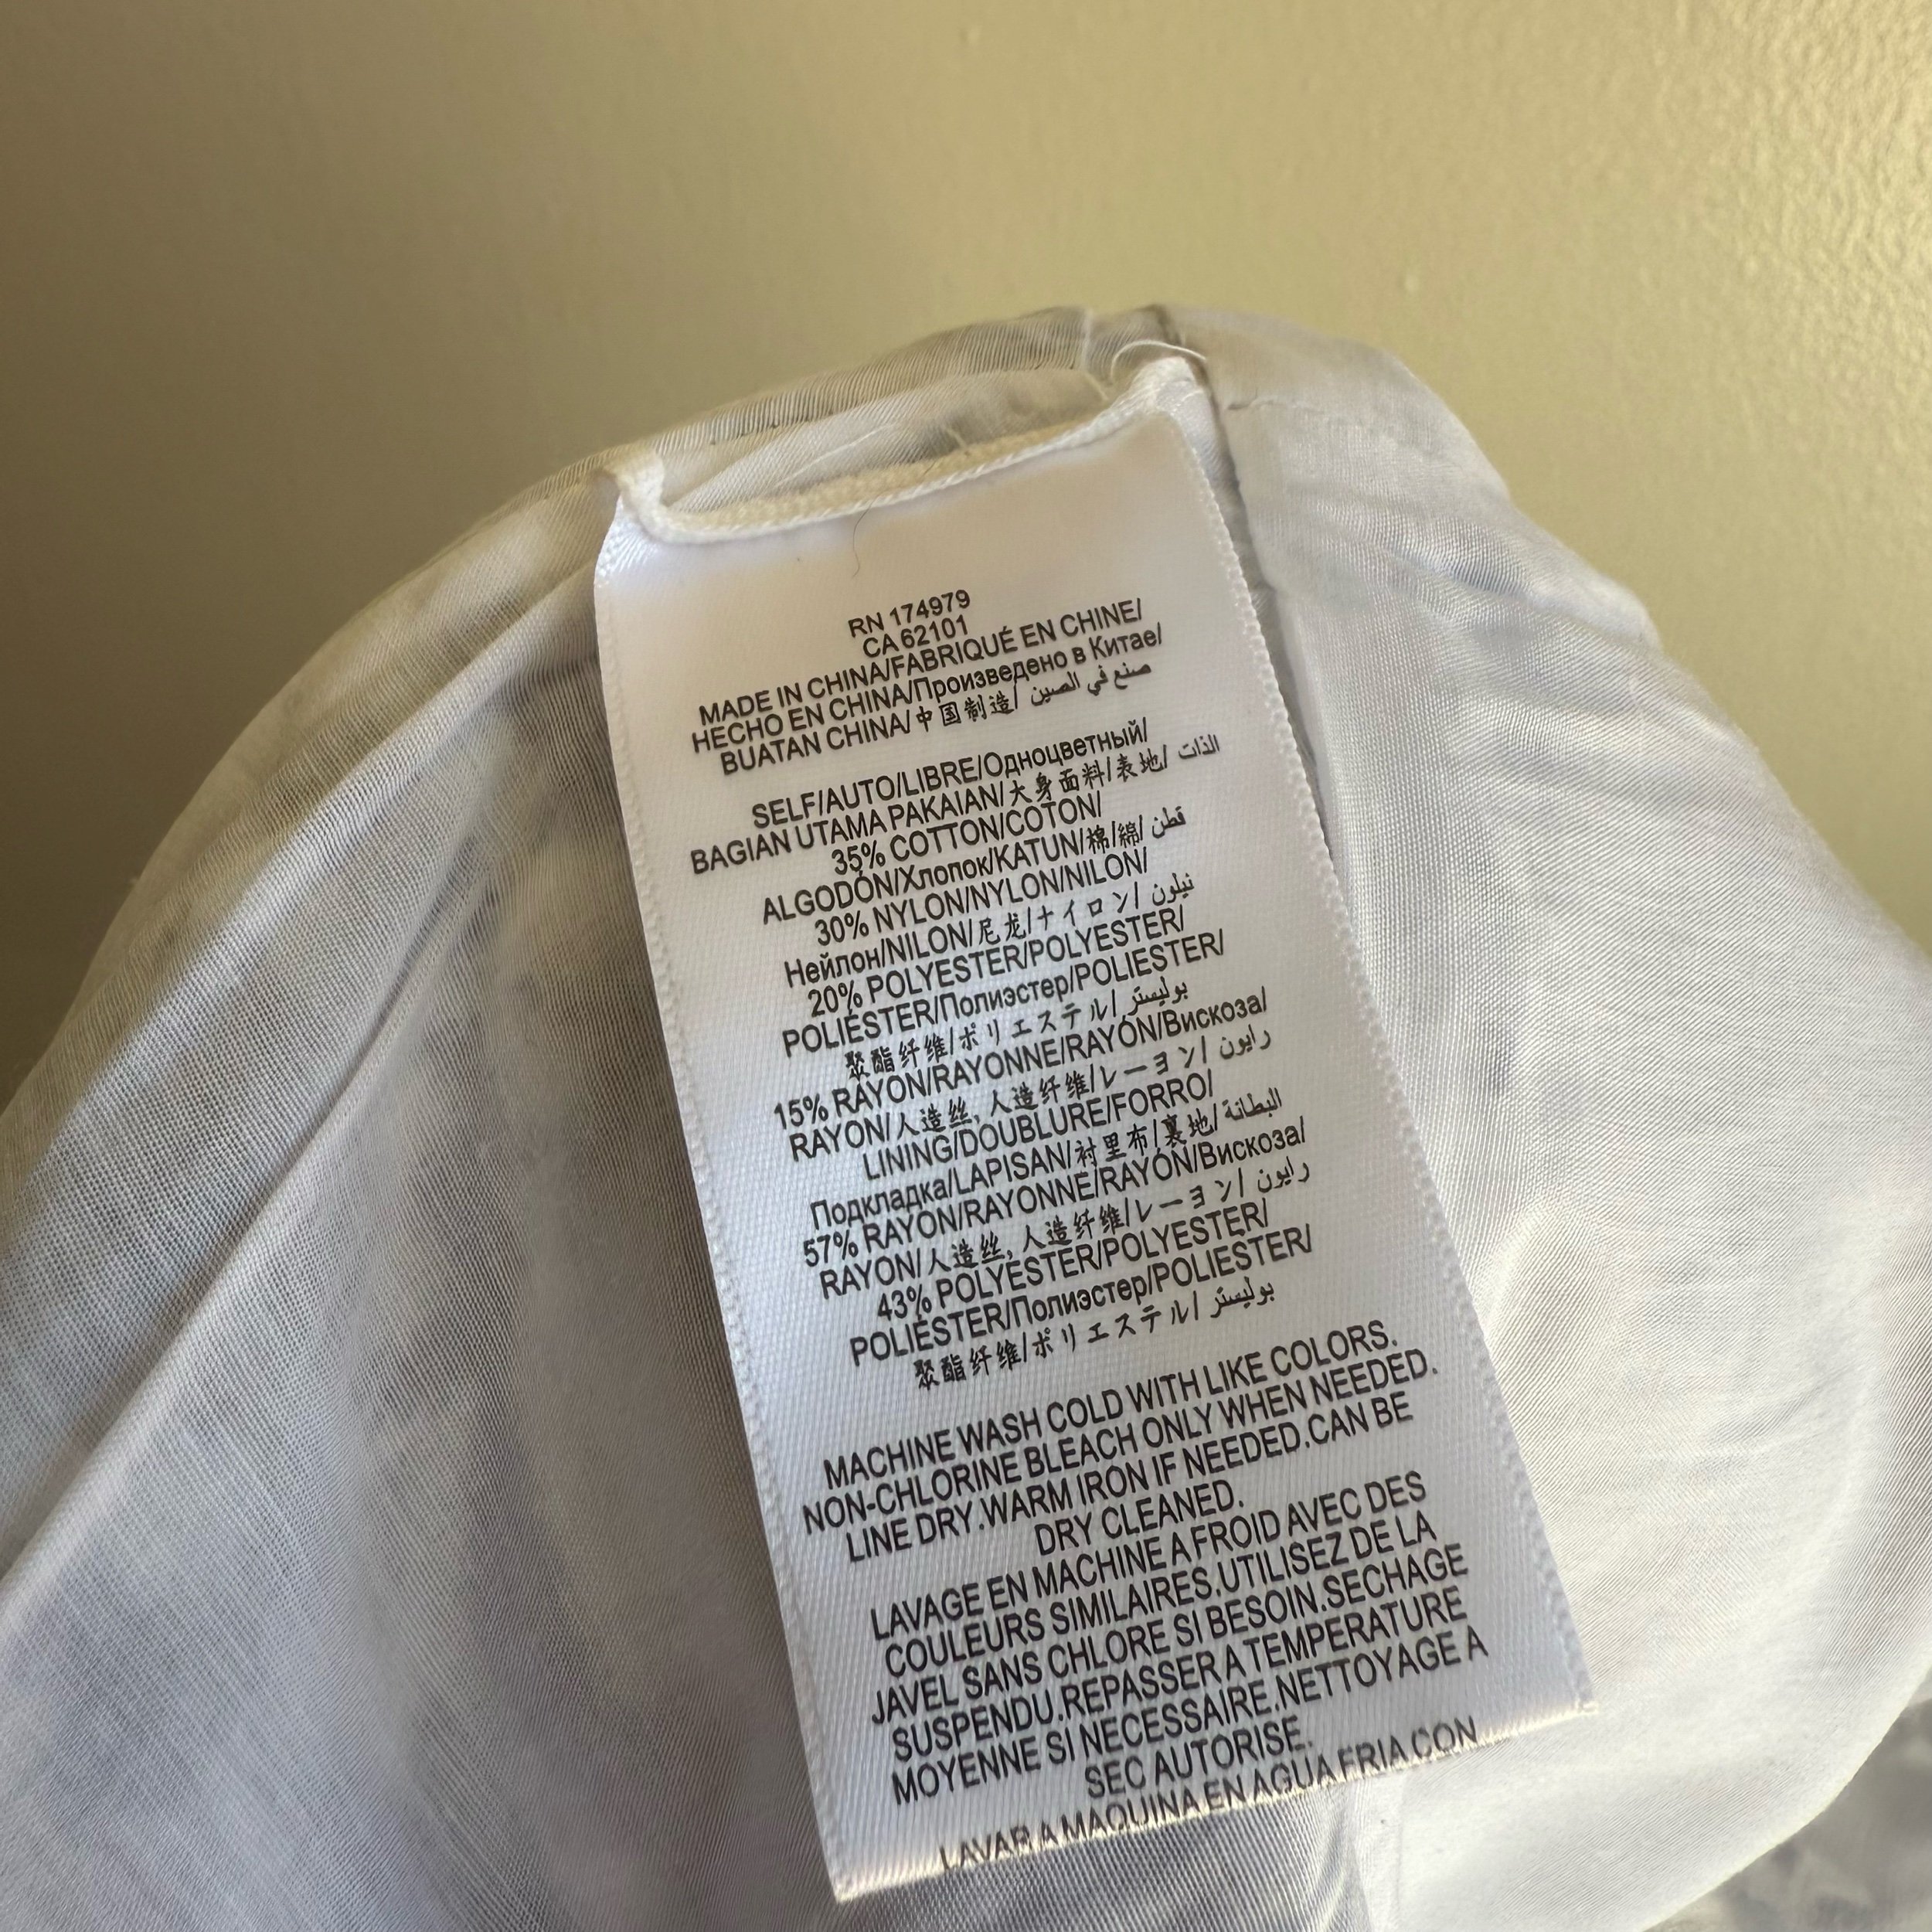 RN 174979
CA 62101
MADE IN CHINA/FABRIQUÉ EN CHINE/
HECHO EN CHINA/Произведено в Китае/
BUATAN CHINA/中国制造/ صنع في الصين
SELF/AUTO/LIBRE/Одноцветный/
BAGIAN UTAMA PAKAIAN/大身面料/表地/ الذات
35% COTTON/COTON/
ALGODÓN/Хлопок/KATUN/棉/綿/ قطن
30% NYLON/NYLON/NILON/
Нейлон/NILON/尼龙/ナイロン/ نيلون
20% POLYESTER/POLYESTER/
POLIÉSTER/Полиэстер/POLIESTER/
聚酯纤维/ポリエステル/ بوليستر
15% RAYON/RAYONNE/RAYÓN/Вискоза/
RAYON/人造丝, 人造纤维/レーヨン/ رايون
LINING/DOUBLURE/FORRO/
Подкладка/LAPISAN/衬里布/裏地/ البطانة
57% RAYON/RAYONNE/RAYÓN/Вискоза/
RAYON/人造丝, 人造纤维/レーヨン/ رايون
43% POLYESTER/POLYESTER/
POLIÉSTER/Полиэстер/POLIESTER/
聚酯纤维/ポリエステル/ بوليستر
MACHINE WASH COLD WITH LIKE COLORS.
NON-CHLORINE BLEACH ONLY WHEN NEEDED.
LINE DRY.WARM IRON IF NEEDED.CAN BE
DRY CLEANED.
LAVAGE EN MACHINE A FROID AVEC DES
COULEURS SIMILAIRES.UTILISEZ DE LA
JAVEL SANS CHLORE SI BESOIN.SECHAGE
SUSPENDU.REPASSER A TEMPERATURE
MOYENNE SI NECESSAIRE.NETTOYAGE A
SEC AUTORISE.
LAVAR A MAQUINA EN AGUA FRIA CON